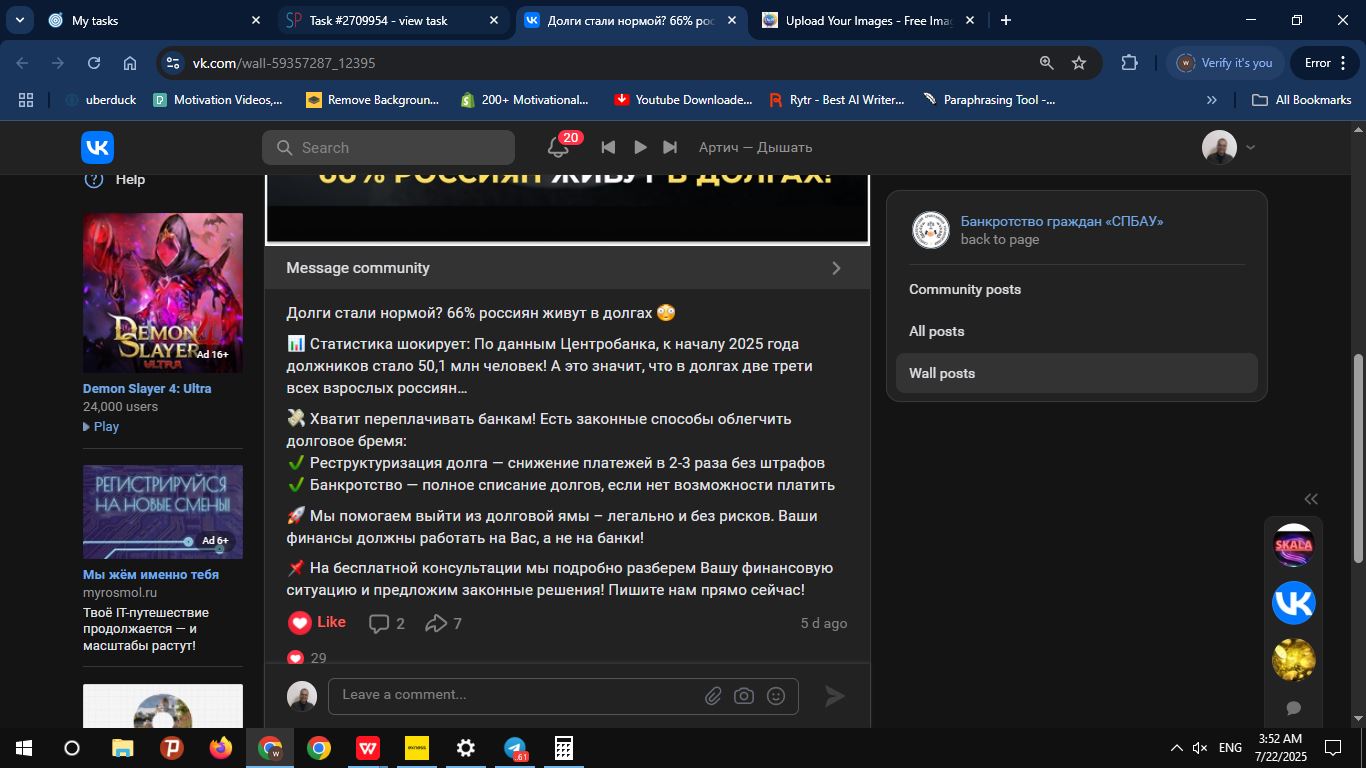 My tasks
Task #2709954 - view task
Долги стали нормой? 66% рос
Upload Your Images - Free Ima
vk.com/wall-59357287_12395
Verify it's you
Error
uberduck
Motivation Videos,...
Remove Backgroun...
200+ Motivational...
Youtube Downloade...
Rytr - Best AI Writer...
Paraphrasing Tool -...
All Bookmarks
Search
20
Артич — Дышать
Help
66% РОССИЯН ЖИВУТ В ДОЛГАХ!
DEMON SLAYER 4
ULTRA
Ad 16+
Demon Slayer 4: Ultra
24,000 users
Play
РЕГИСТРИРУЙСЯ
НА НОВЫЕ СМЕНЫ
Ad 6+
Мы жём именно тебя
myrosmol.ru
Твоё IT-путешествие
продолжается — и
масштабы растут!
Message community
Долги стали нормой? 66% россиян живут в долгах 😳
📊 Статистика шокирует: По данным Центробанка, к началу 2025 года
должников стало 50,1 млн человек! А это значит, что в долгах две трети
всех взрослых россиян...
💸 Хватит переплачивать банкам! Есть законные способы облегчить
долговое бремя:
✔ Реструктуризация долга — снижение платежей в 2-3 раза без штрафов
✔ Банкротство — полное списание долгов, если нет возможности платить
🚀 Мы помогаем выйти из долговой ямы – легально и без рисков. Ваши
финансы должны работать на Вас, а не на банки!
📌 На бесплатной консультации мы подробно разберем Вашу финансовую
ситуацию и предложим законные решения! Пишите нам прямо сейчас!
Like
2
7
5 d ago
29
Leave a comment...
Банкротство граждан «СПБАУ»
back to page
Community posts
All posts
Wall posts
SKALA
exness
61
ENG
3:52 AM
7/22/2025